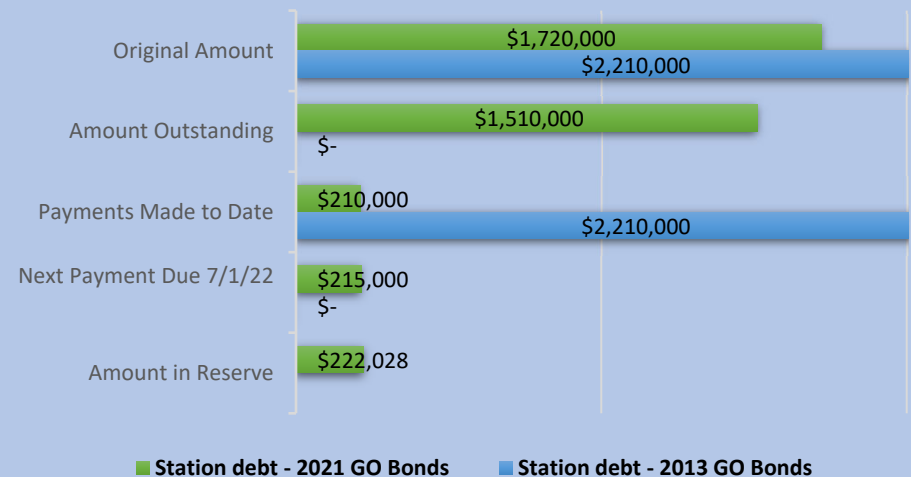 Original Amount
$1,720,000
$2,210,000
Amount Outstanding
$1,510,000
$-
Payments Made to Date
$210,000
$2,210,000
Next Payment Due 7/1/22
$215,000
$-
Amount in Reserve
$222,028
Station debt - 2021 GO Bonds
Station debt - 2013 GO Bonds